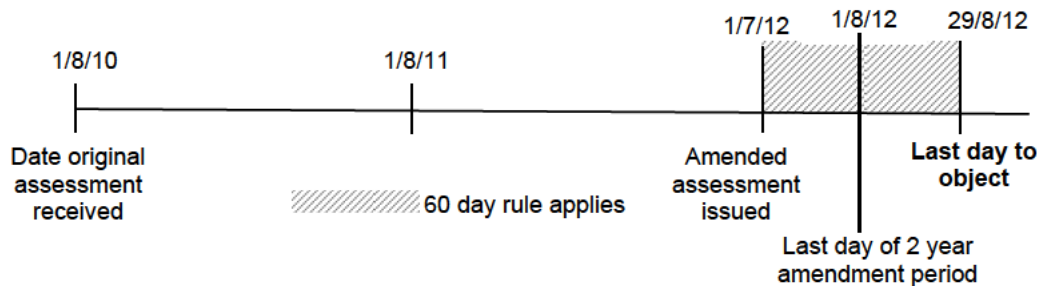 1/8/10
1/8/11
1/7/12
1/8/12
29/8/12
Date original
assessment
received
60 day rule applies
Amended
assessment
issued
Last day to
object
Last day of 2 year
amendment period